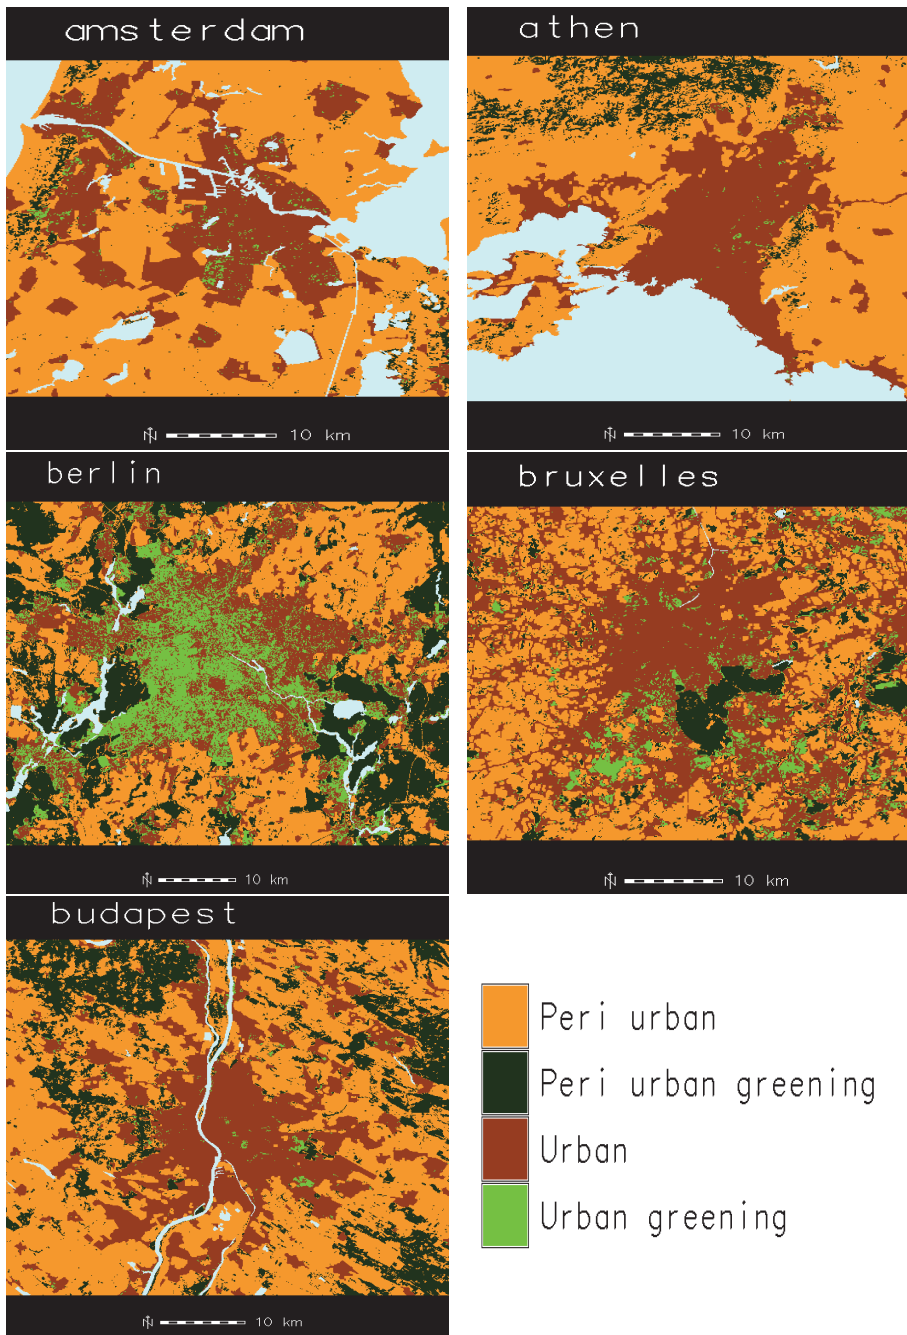 amsterdam
athen
N 10 km
N 10 km
berlin
bruxelles
N 10 km
N 10 km
budapest
Peri urban
Peri urban greening
Urban
Urban greening
N 10 km